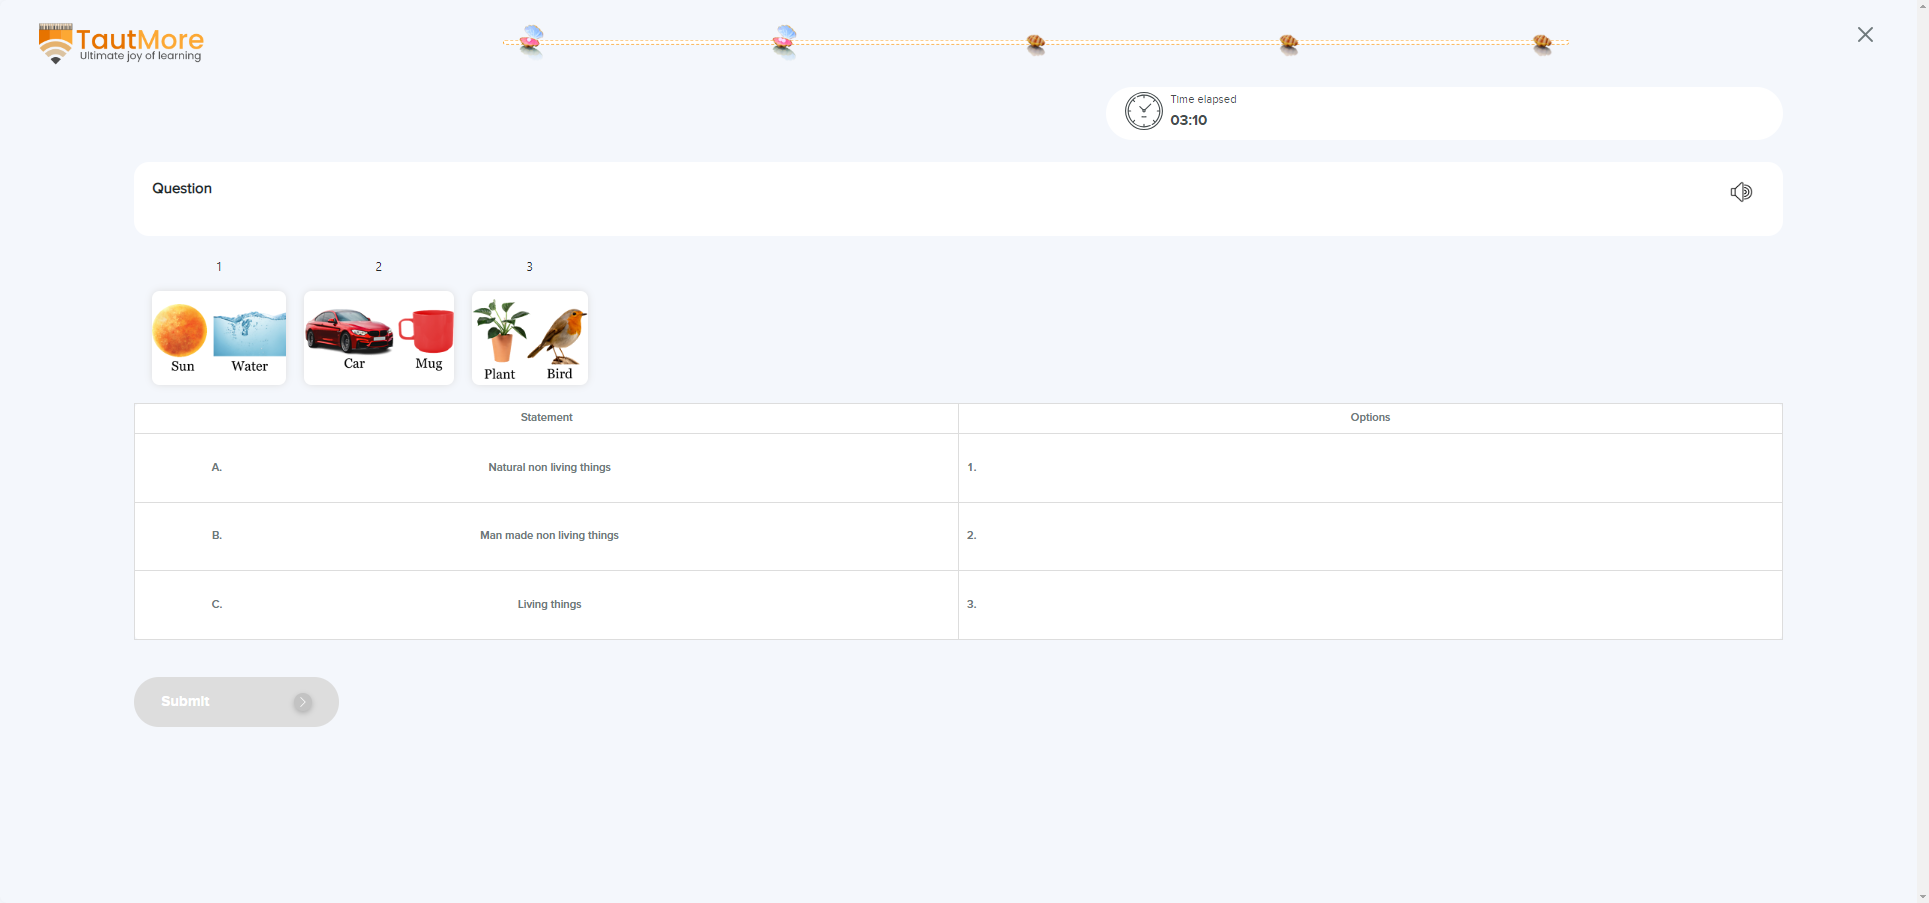 TautMore
Ultimate joy of learning
Time elapsed
03:10
Question
1 2 3
Sun Water Car Mug Plant Bird
Statement Options
A. Natural non living things 1.
B. Man made non living things 2.
C. Living things 3.
Submit